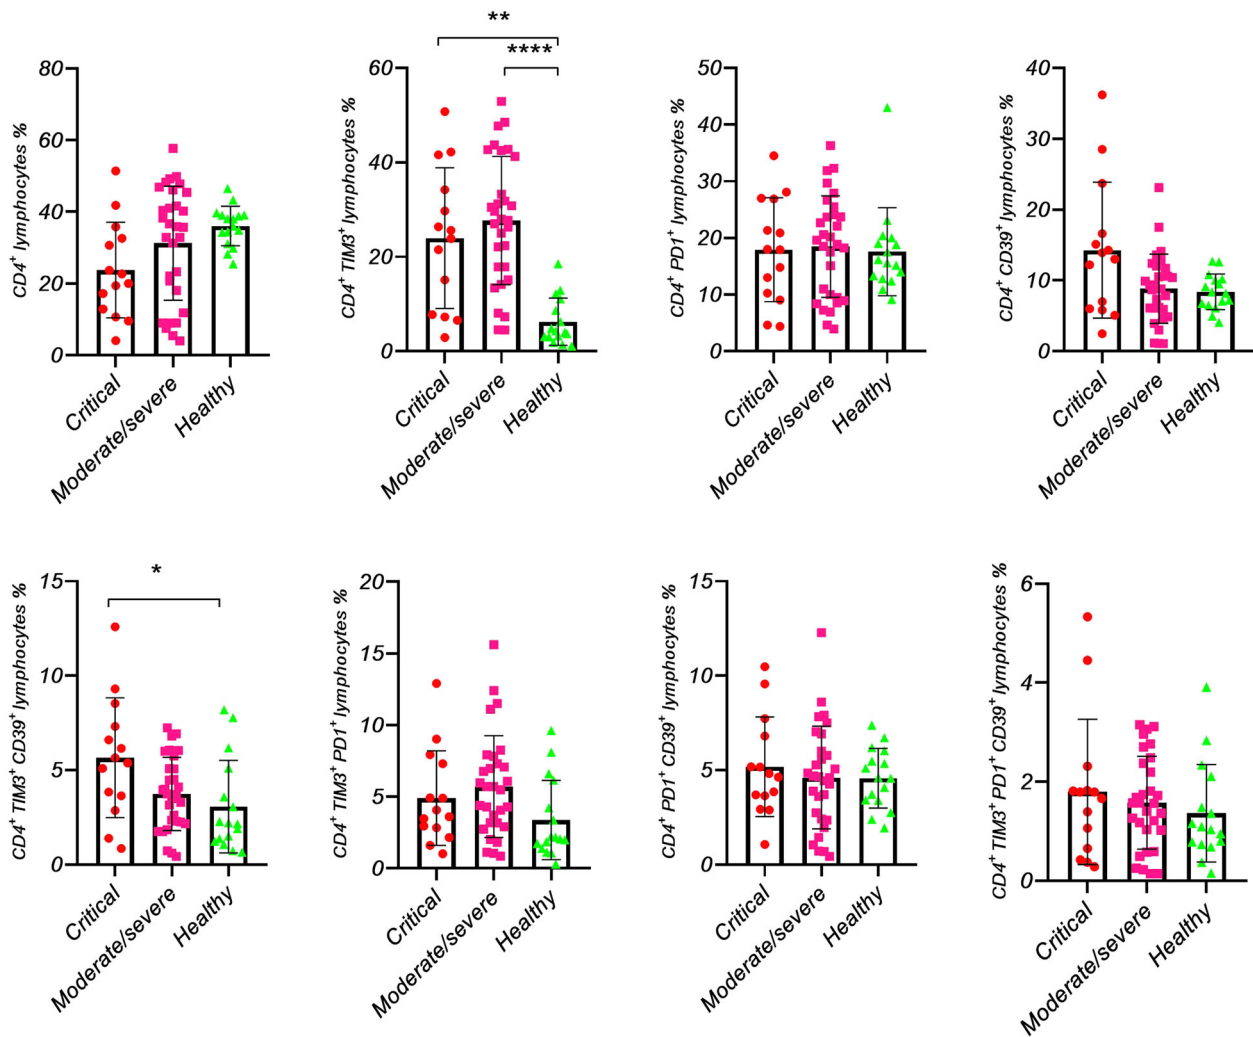 **
****
CD4+ lymphocytes %
80
60
40
20
0
Critical
Moderate/severe
Healthy
CD4+ TIM3+ lymphocytes %
60
40
20
0
Critical
Moderate/severe
Healthy
CD4+ PD1+ lymphocytes %
50
40
30
20
10
0
Critical
Moderate/severe
Healthy
CD4+ CD39+ lymphocytes %
40
30
20
10
0
Critical
Moderate/severe
Healthy
*
CD4+ TIM3+ CD39+ lymphocytes %
15
10
5
0
Critical
Moderate/severe
Healthy
CD4+ TIM3+ PD1+ lymphocytes %
20
15
10
5
0
Critical
Moderate/severe
Healthy
CD4+ PD1+ CD39+ lymphocytes %
15
10
5
0
Critical
Moderate/severe
Healthy
CD4+ TIM3+ PD1+ CD39+ lymphocytes %
6
4
2
0
Critical
Moderate/severe
Healthy